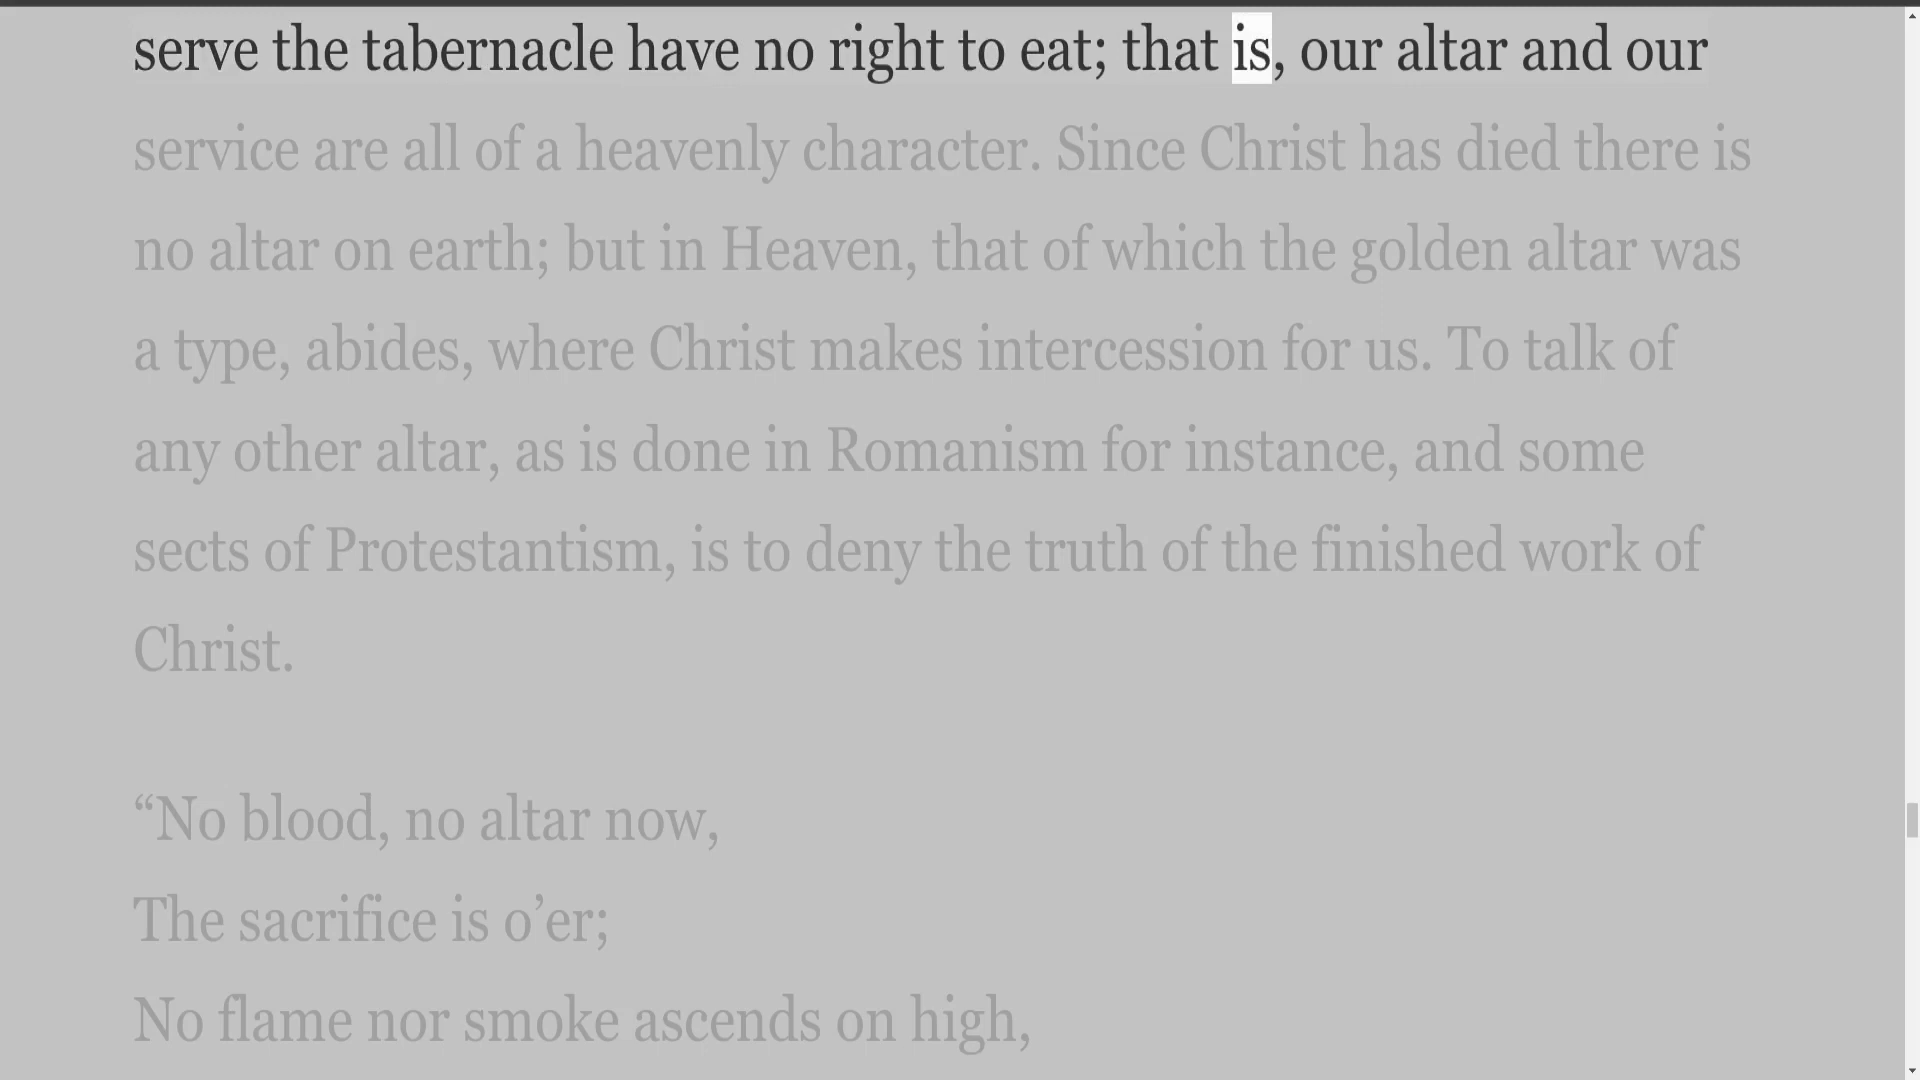 serve the tabernacle have no right to eat; that is, our altar and our
service are all of a heavenly character. Since Christ has died there is
no altar on earth; but in Heaven, that of which the golden altar was
a type, abides, where Christ makes intercession for us. To talk of
any other altar, as is done in Romanism for instance, and some
sects of Protestantism, is to deny the truth of the finished work of
Christ.
“No blood, no altar now,
The sacrifice is o’er;
No flame nor smoke ascends on high,